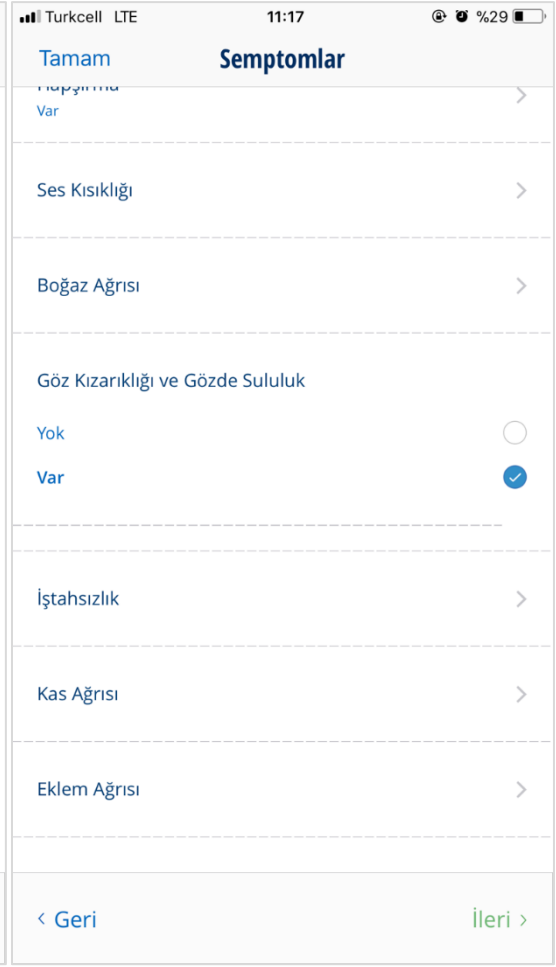 Turkcell LTE 11:17 %29
Tamam Semptomlar
Hapşırma
Var
Ses Kısıklığı
Boğaz Ağrısı
Göz Kızarıklığı ve Gözde Sululuk
Yok
Var
İştahsızlık
Kas Ağrısı
Eklem Ağrısı
Geri İleri